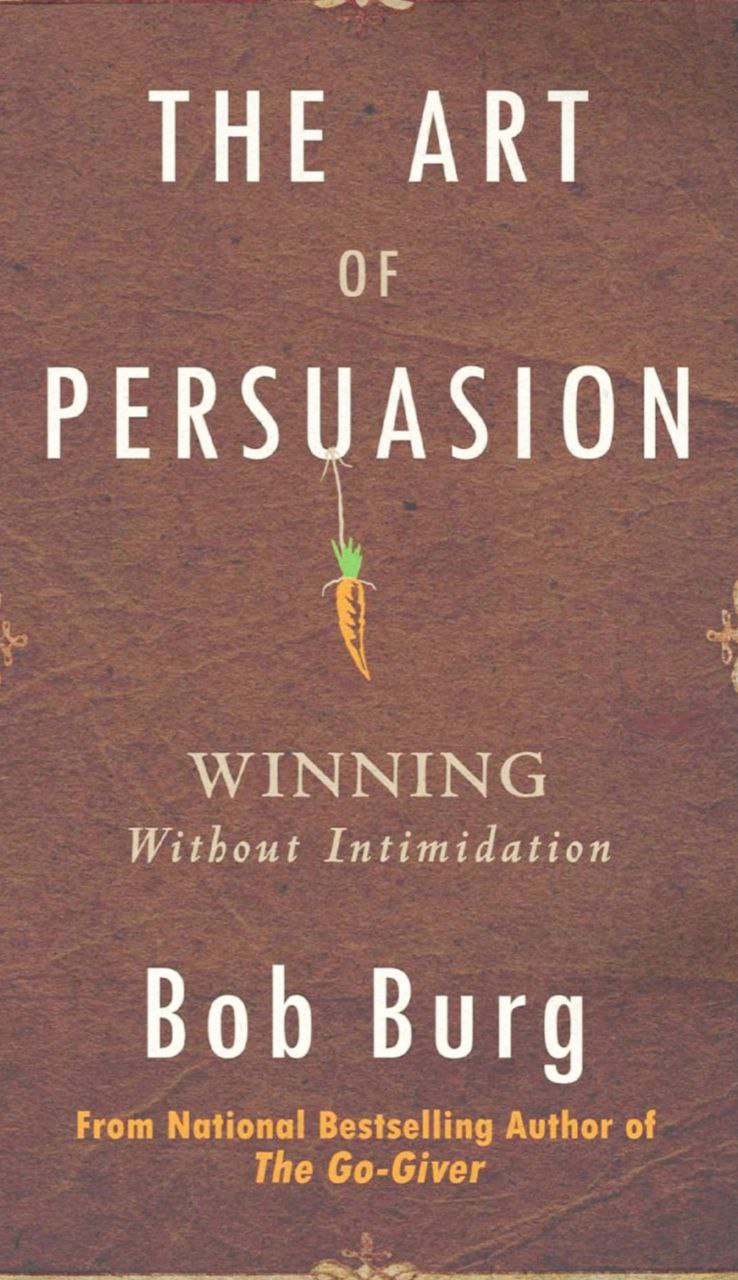 THE ART
OF
PERSUASION
WINNING
Without Intimidation
Bob Burg
From National Bestselling Author of
The Go-Giver